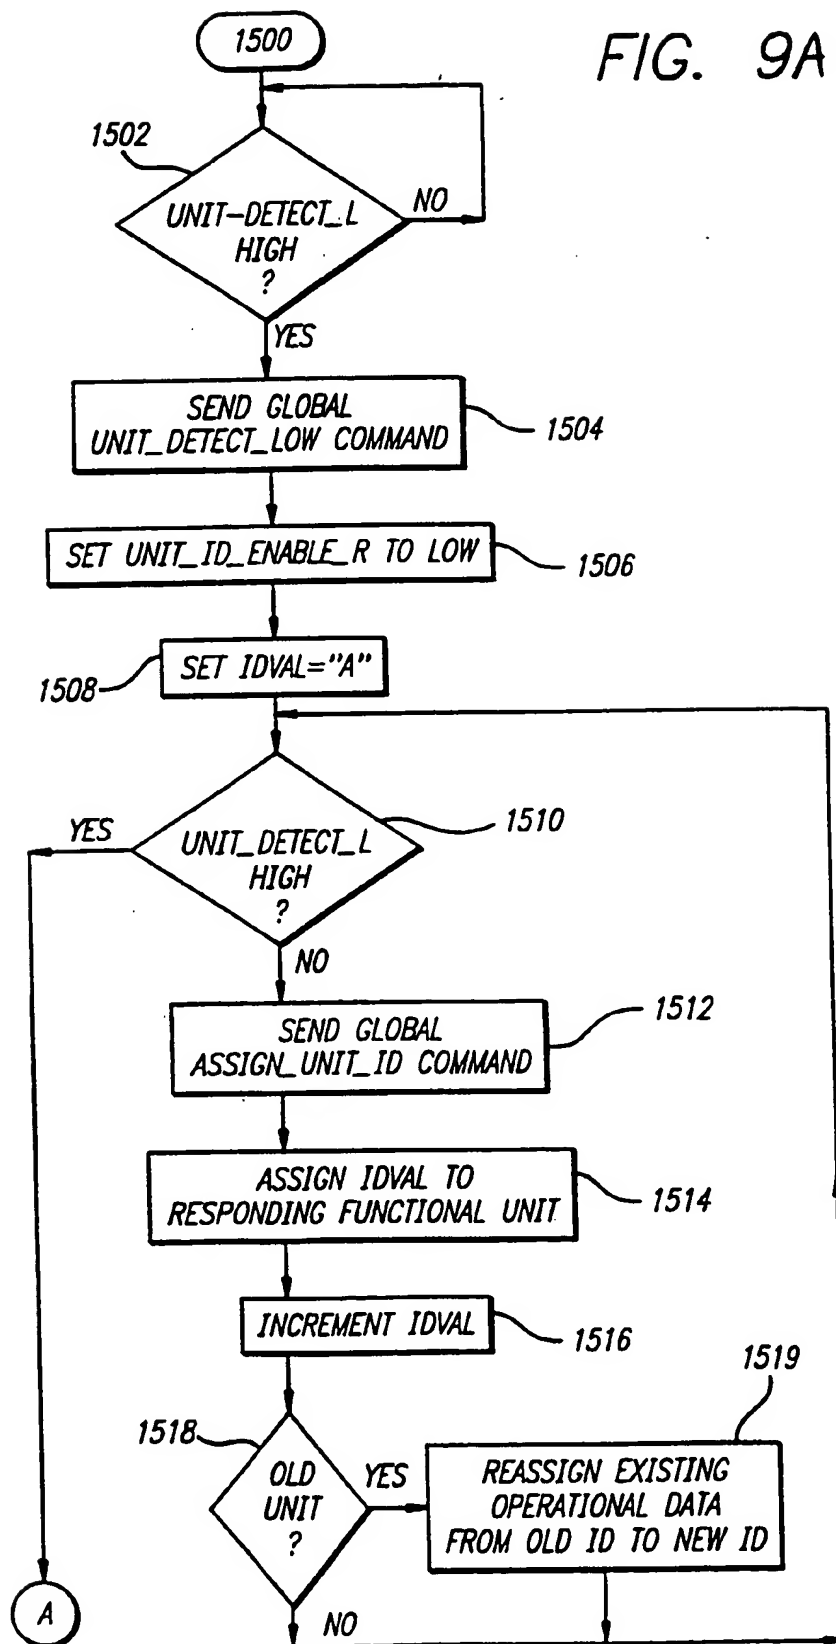 1500
FIG. 9A
1502
UNIT-DETECT_L
HIGH
?
NO
YES
SEND GLOBAL
UNIT_DETECT_LOW COMMAND
1504
SET UNIT_ID_ENABLE_R TO LOW
1506
SET IDVAL="A"
1508
UNIT_DETECT_L
HIGH
?
1510
YES
NO
SEND GLOBAL
ASSIGN_UNIT_ID COMMAND
1512
ASSIGN IDVAL TO
RESPONDING FUNCTIONAL UNIT
1514
INCREMENT IDVAL
1516
1518
OLD
UNIT
?
YES
1519
REASSIGN EXISTING
OPERATIONAL DATA
FROM OLD ID TO NEW ID
A
NO